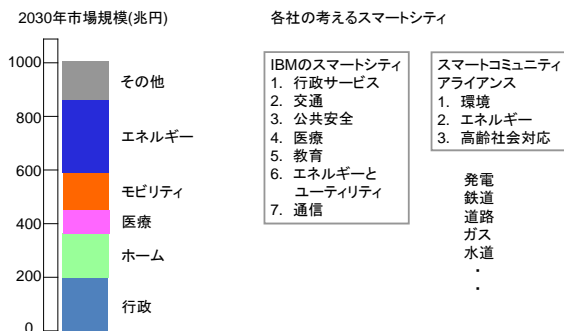 2030年市場規模(兆円)
各社の考えるスマートシティ
1000
800
600
400
200
0
その他
エネルギー
モビリティ
医療
ホーム
行政
IBMのスマートシティ
1. 行政サービス
2. 交通
3. 公共安全
4. 医療
5. 教育
6. エネルギーと
ユーティリティ
7. 通信
スマートコミュニティ
アライアンス
1. 環境
2. エネルギー
3. 高齢社会対応
発電
鉄道
道路
ガス
水道
・
・